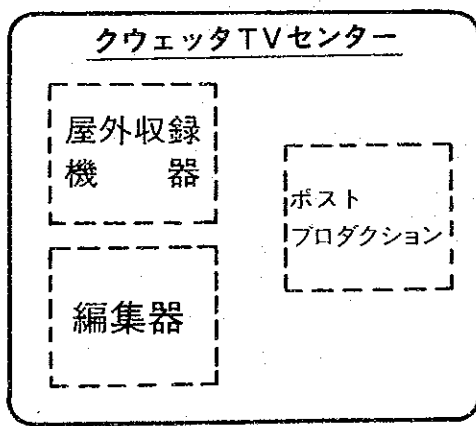 クウェッタTVセンター
屋外収録
機 器
編集器
ポスト
プロダクション